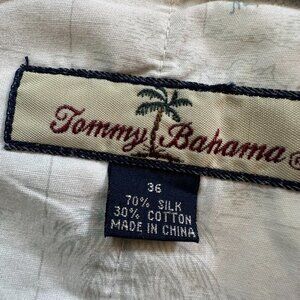 Tommy Bahama®
36
70% SILK
30% COTTON
MADE IN CHINA